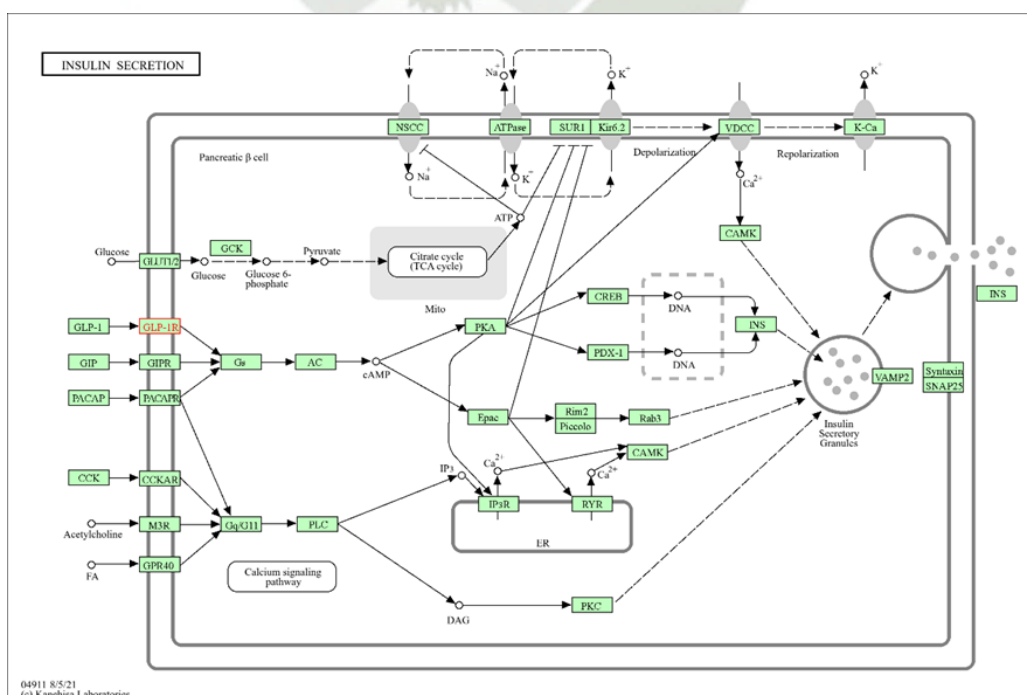 INSULIN SECRETION
Na+
K+
K+
NSCC
ATPase
SUR1
Kir6.2
VDCC
K-Ca
Depolarization
Repolarization
Pancreatic β cell
Na+
K+
Ca2+
ATP
CAMK
Glucose
GLUT1/2
GCK
Glucose
Glucose 6-
phosphate
Pyruvate
Citrate cycle
(TCA cycle)
Mito
INS
GLP-1
GLP-1R
GIP
GIPR
PACAP
PACAPR
Gs
AC
cAMP
PKA
CREB
DNA
INS
PDX-1
DNA
VAMP2
Syntaxin
SNAP25
Epac
Rim2
Piccolo
Rab3
Insulin
Secretory
Granules
CAMK
CCK
CCKAR
IP3
Ca2+
Ca2+
IP3R
RYR
ER
Acetylcholine
M3R
Gq/G11
PLC
FA
GPR40
Calcium signaling
pathway
DAG
PKC
04911 8/5/21
(c) Kanehisa Laboratories